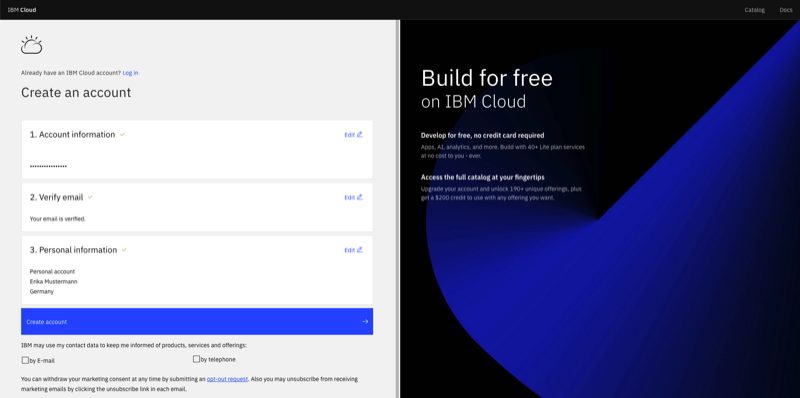 IBM Cloud
Catalog
Docs
Already have an IBM Cloud account? Log in
Create an account
1. Account information
Edit
••••••••••••••••
2. Verify email
Edit
Your email is verified.
3. Personal information
Edit
Personal account
Erika Mustermann
Germany
Create account
IBM may use my contact data to keep me informed of products, services and offerings:
by E-mail
by telephone
You can withdraw your marketing consent at any time by submitting an opt-out request. Also you may unsubscribe from receiving
marketing emails by clicking the unsubscribe link in each email.
Build for free
on IBM Cloud
Develop for free, no credit card required
Apps, AI, analytics, and more. Build with 40+ Lite plan services
at no cost to you - ever.
Access the full catalog at your fingertips
Upgrade your account and unlock 190+ unique offerings, plus
get a $200 credit to use with any offering you want.